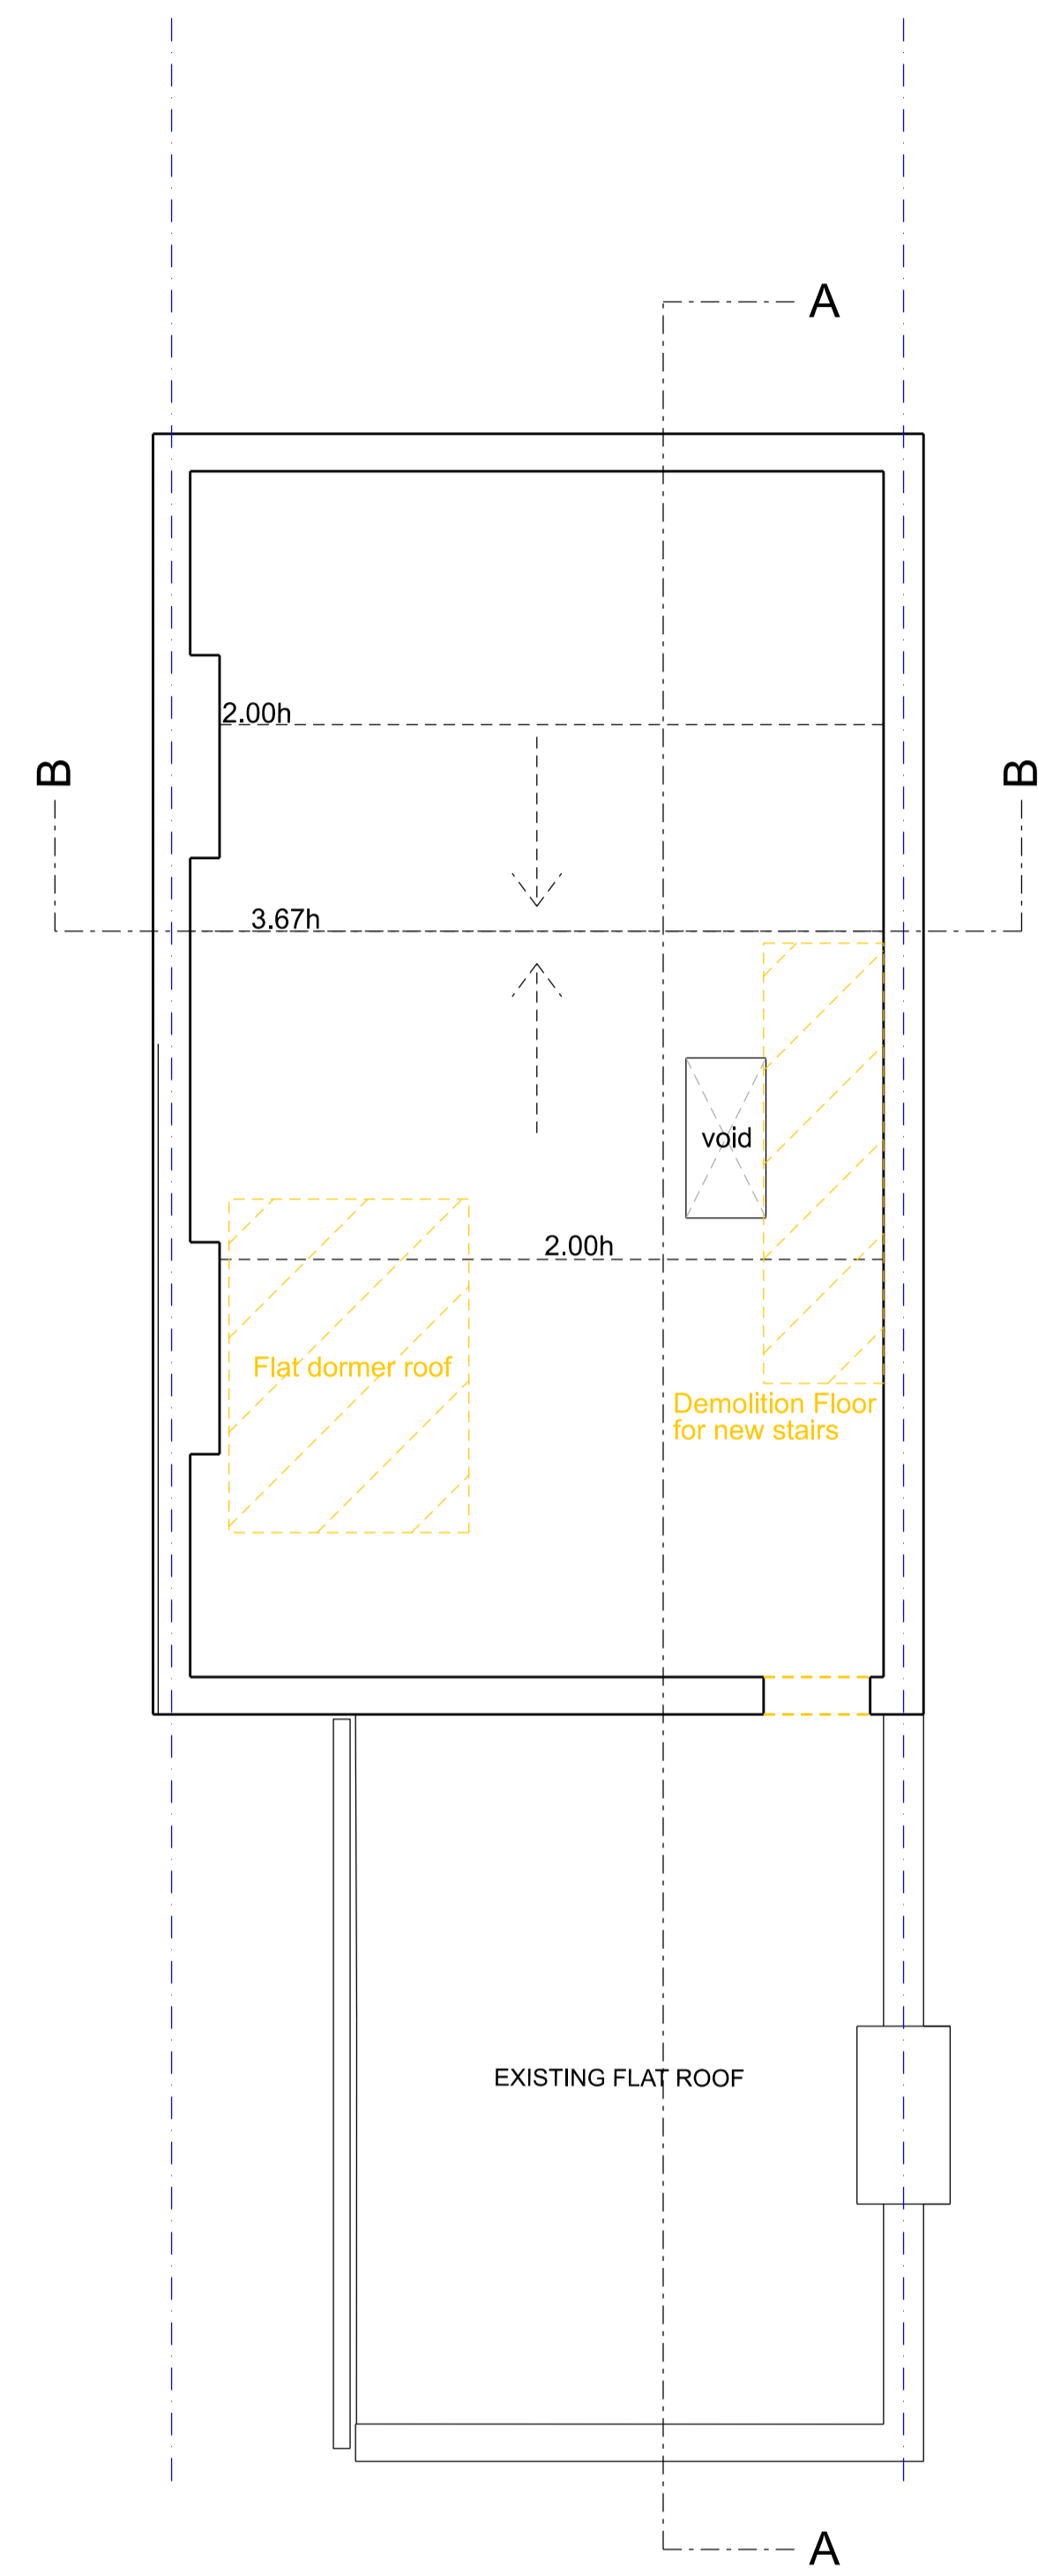 A
2.00h
B
B
3.67h
void
2.00h
Flat dormer roof
Demolition Floor
for new stairs
EXISTING FLAT ROOF
A